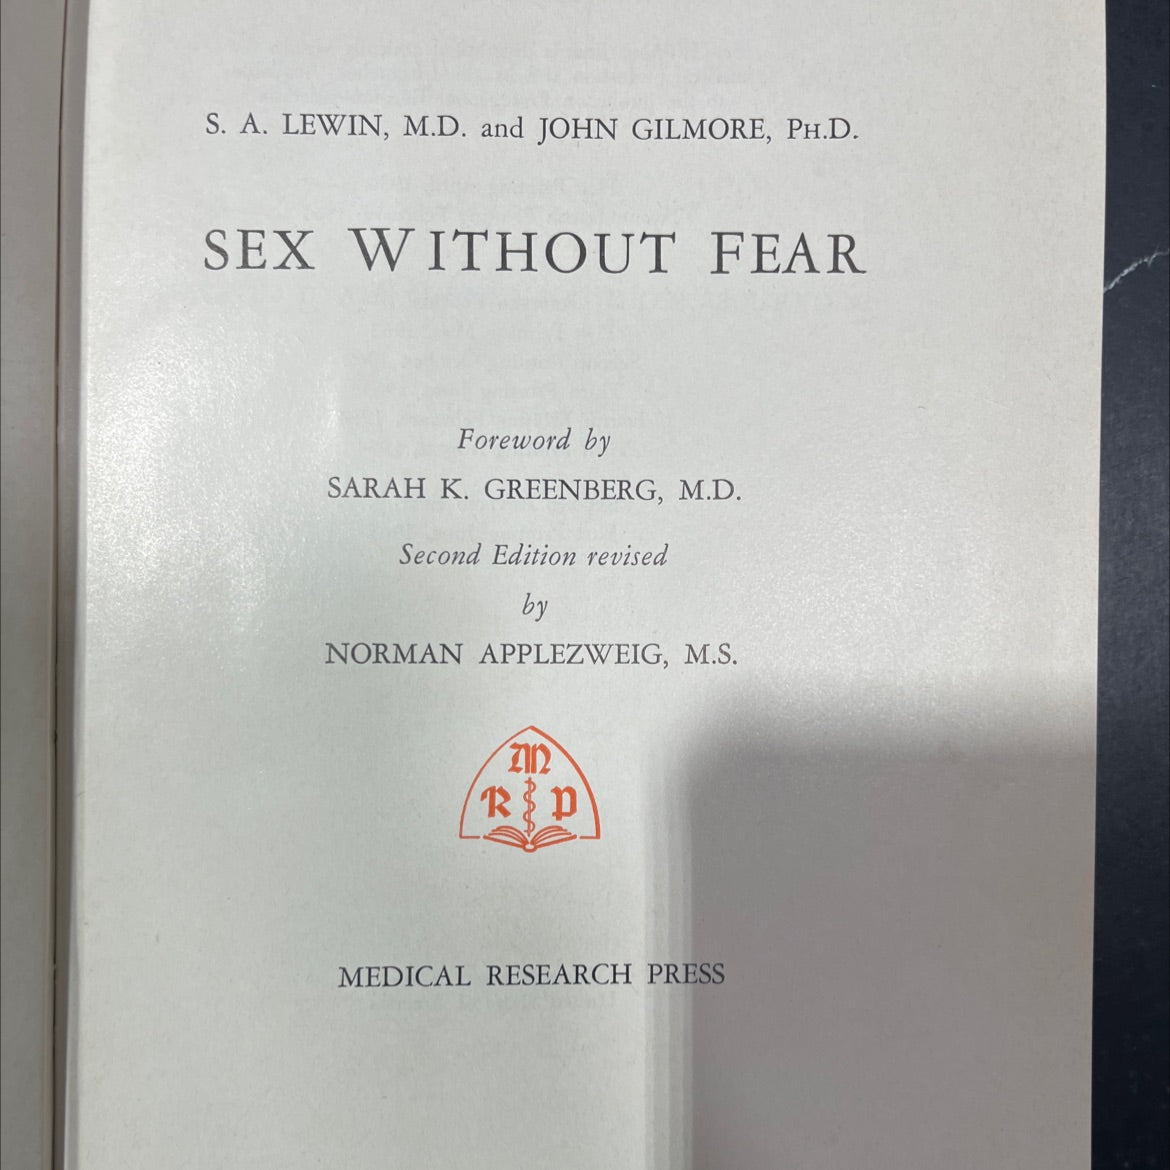 S. A. LEWIN, M.D. and JOHN GILMORE, PH.D.
SEX WITHOUT FEAR
Foreword by
SARAH K. GREENBERG, M.D.
Second Edition revised
by
NORMAN APPLEZWEIG, M.S.
M
R P
MEDICAL RESEARCH PRESS